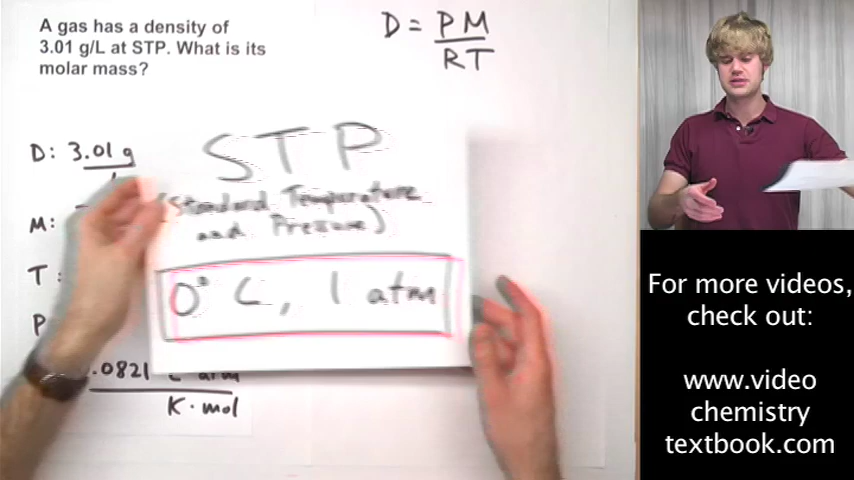 A gas has a density of
3.01 g/L at STP. What is its
molar mass?
D = PM
RT
D: 3.01 g
M:
T:
P
STP
(Standard Temperature
and Pressure)
0° C, 1 atm
.0821 L atm
K · mol
For more videos,
check out:
www.video
chemistry
textbook.com